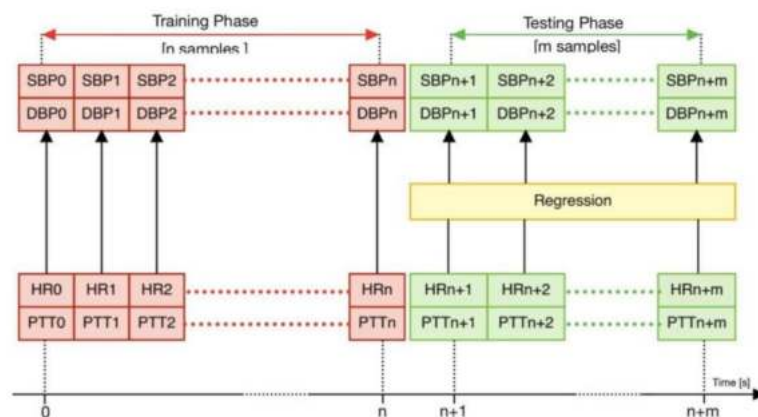 Training Phase Testing Phase
[n samples ] [m samples]
SBP0 SBP1 SBP2 SBPn SBPn+1 SBPn+2 SBPn+m
DBP0 DBP1 DBP2 DBPn DBPn+1 DBPn+2 DBPn+m
Regression
HR0 HR1 HR2 HRn HRn+1 HRn+2 HRn+m
PTT0 PTT1 PTT2 PTTn PTTn+1 PTTn+2 PTTn+m
Time [s]
0 n n+1 n+m